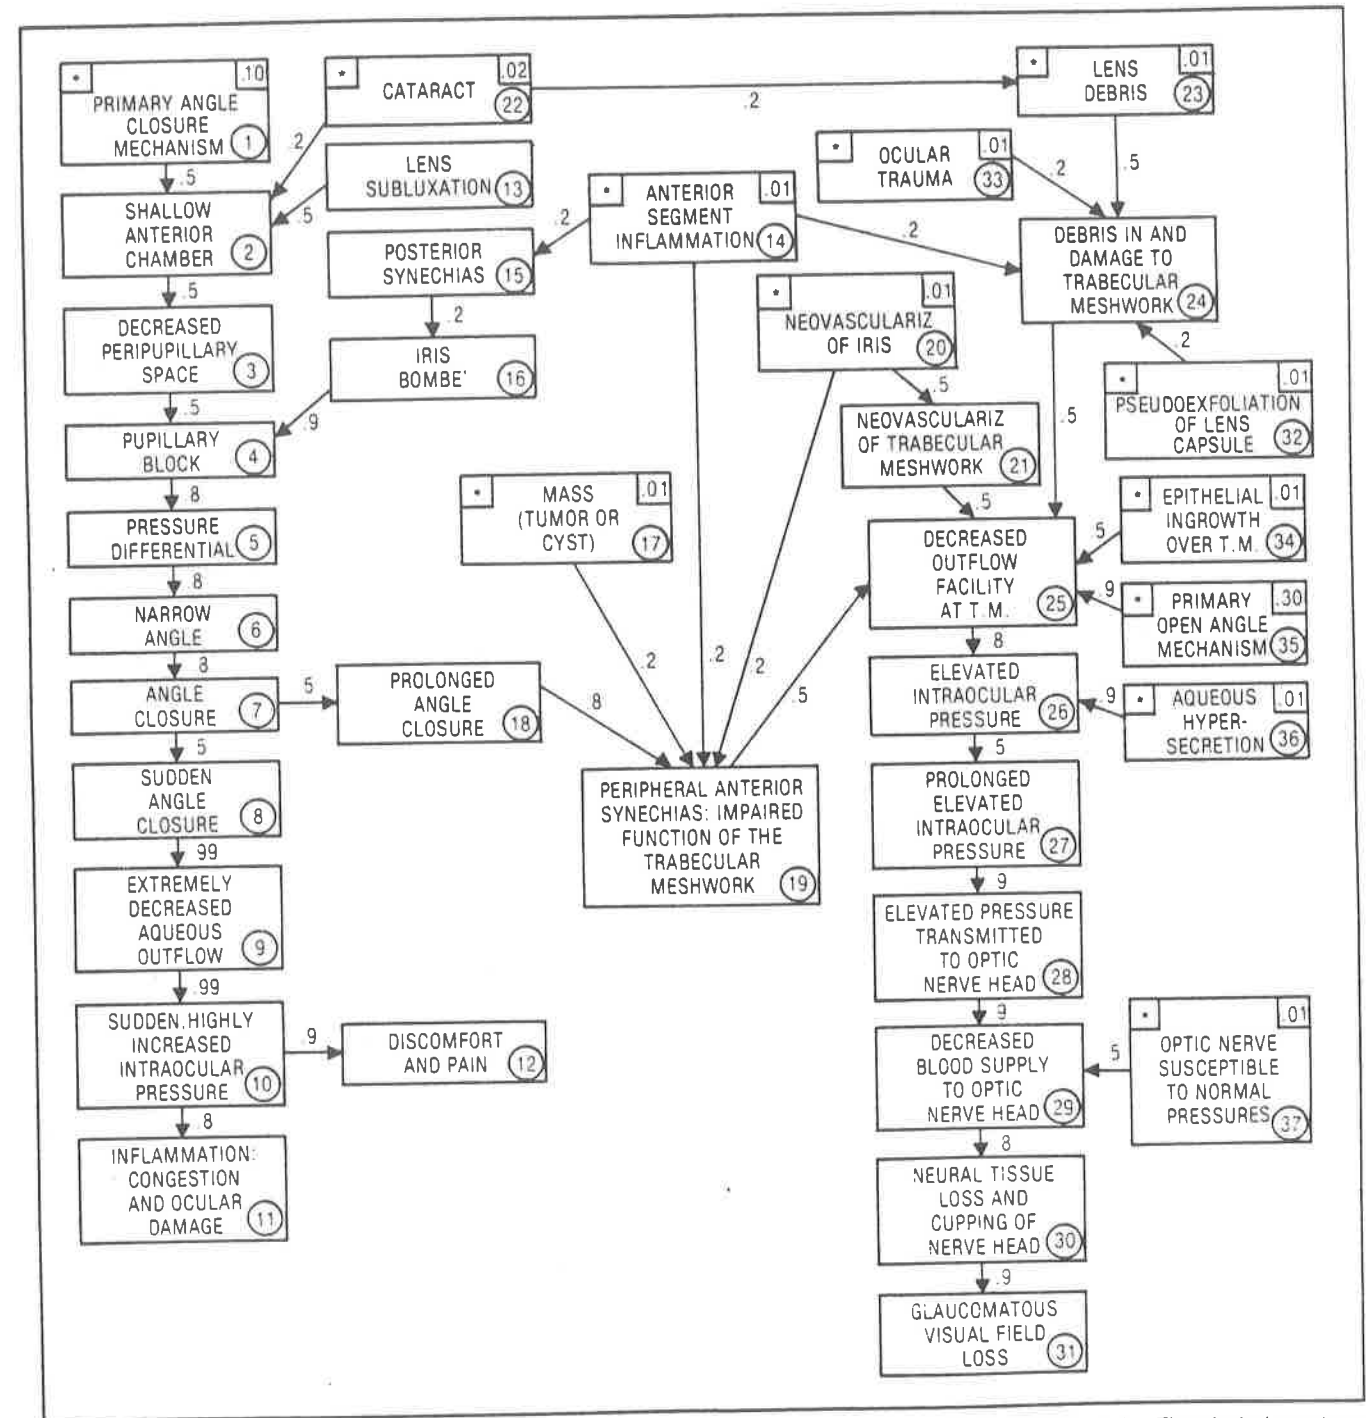 *
.10
PRIMARY ANGLE
CLOSURE
MECHANISM
1
.5
SHALLOW
ANTERIOR
CHAMBER
2
.5
DECREASED
PERIPUPILLARY
SPACE
3
.5
PUPILLARY
BLOCK
4
.8
PRESSURE
DIFFERENTIAL
5
.8
NARROW
ANGLE
6
.8
ANGLE
CLOSURE
7
.5
SUDDEN
ANGLE
CLOSURE
8
.99
EXTREMELY
DECREASED
AQUEOUS
OUTFLOW
9
.99
SUDDEN, HIGHLY
INCREASED
INTRAOCULAR
PRESSURE
10
.8
INFLAMMATION:
CONGESTION
AND OCULAR
DAMAGE
11
.9
DISCOMFORT
AND PAIN
12
*
.02
CATARACT
22
.2
.2
LENS
SUBLUXATION
13
.5
POSTERIOR
SYNECHIAS
15
.2
IRIS
BOMBE'
16
.9
5
PROLONGED
ANGLE
CLOSURE
18
.8
*
.01
ANTERIOR
SEGMENT
INFLAMMATION
14
.2
.2
.2
*
.01
MASS
(TUMOR OR
CYST)
17
.2
PERIPHERAL ANTERIOR
SYNECHIAS: IMPAIRED
FUNCTION OF THE
TRABECULAR
MESHWORK
19
.5
*
.01
NEOVASCULARIZ
OF IRIS
20
.2
.5
NEOVASCULARIZ
OF TRABECULAR
MESHWORK
21
.5
*
.01
LENS
DEBRIS
23
.5
*
.01
OCULAR
TRAUMA
33
.2
DEBRIS IN AND
DAMAGE TO
TRABECULAR
MESHWORK
24
.5
.2
*
.01
PSEUDOEXFOLIATION
OF LENS
CAPSULE
32
*
.01
EPITHELIAL
INGROWTH
OVER T.M.
34
.5
*
.30
PRIMARY
OPEN ANGLE
MECHANISM
35
.9
*
.01
AQUEOUS
HYPER-
SECRETION
36
.9
DECREASED
OUTFLOW
FACILITY
AT T.M.
25
.8
ELEVATED
INTRAOCULAR
PRESSURE
26
.5
PROLONGED
ELEVATED
INTRAOCULAR
PRESSURE
27
.9
ELEVATED PRESSURE
TRANSMITTED
TO OPTIC
NERVE HEAD
28
.9
DECREASED
BLOOD SUPPLY
TO OPTIC
NERVE HEAD
29
*
.01
OPTIC NERVE
SUSCEPTIBLE
TO NORMAL
PRESSURES
37
.5
.8
NEURAL TISSUE
LOSS AND
CUPPING OF
NERVE HEAD
30
.9
GLAUCOMATOUS
VISUAL FIELD
LOSS
31